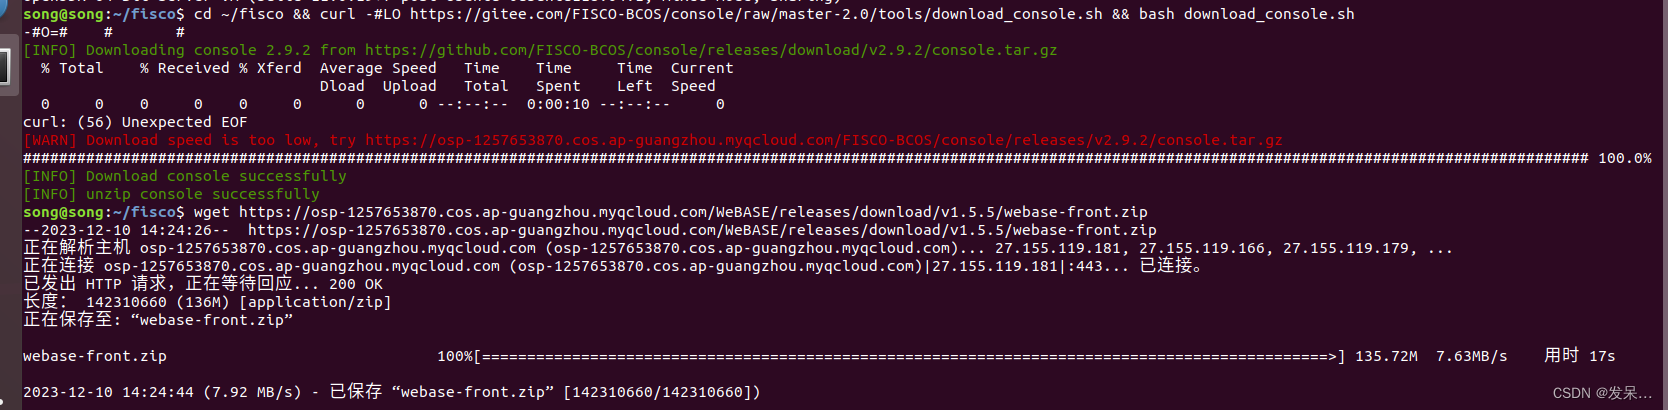 song@song:~/fisco$ cd ~/fisco && curl -#LO https://gitee.com/FISCO-BCOS/console/raw/master-2.0/tools/download_console.sh && bash download_console.sh
-#O=#    #       #
[INFO] Downloading console 2.9.2 from https://github.com/FISCO-BCOS/console/releases/download/v2.9.2/console.tar.gz
  % Total    % Received % Xferd  Average Speed   Time    Time     Time  Current
                                 Dload  Upload   Total   Spent    Left  Speed
  0     0    0     0    0     0      0      0 --:--:--  0:00:10 --:--:--     0
curl: (56) Unexpected EOF
[WARN] Download speed is too low, try https://osp-1257653870.cos.ap-guangzhou.myqcloud.com/FISCO-BCOS/console/releases/v2.9.2/console.tar.gz
############################################################################################################################################################################## 100.0%
[INFO] Download console successfully
[INFO] unzip console successfully
song@song:~/fisco$ wget https://osp-1257653870.cos.ap-guangzhou.myqcloud.com/WeBASE/releases/download/v1.5.5/webase-front.zip
--2023-12-10 14:24:26--  https://osp-1257653870.cos.ap-guangzhou.myqcloud.com/WeBASE/releases/download/v1.5.5/webase-front.zip
正在解析主机 osp-1257653870.cos.ap-guangzhou.myqcloud.com (osp-1257653870.cos.ap-guangzhou.myqcloud.com)... 27.155.119.181, 27.155.119.166, 27.155.119.179, ...
正在连接 osp-1257653870.cos.ap-guangzhou.myqcloud.com (osp-1257653870.cos.ap-guangzhou.myqcloud.com)|27.155.119.181|:443... 已连接。
已发出 HTTP 请求，正在等待回应... 200 OK
长度： 142310660 (136M) [application/zip]
正在保存至: “webase-front.zip”
webase-front.zip                              100%[==============================================================================================>] 135.72M  7.63MB/s    用时 17s
2023-12-10 14:24:44 (7.92 MB/s) - 已保存 “webase-front.zip” [142310660/142310660])
CSDN @发呆...